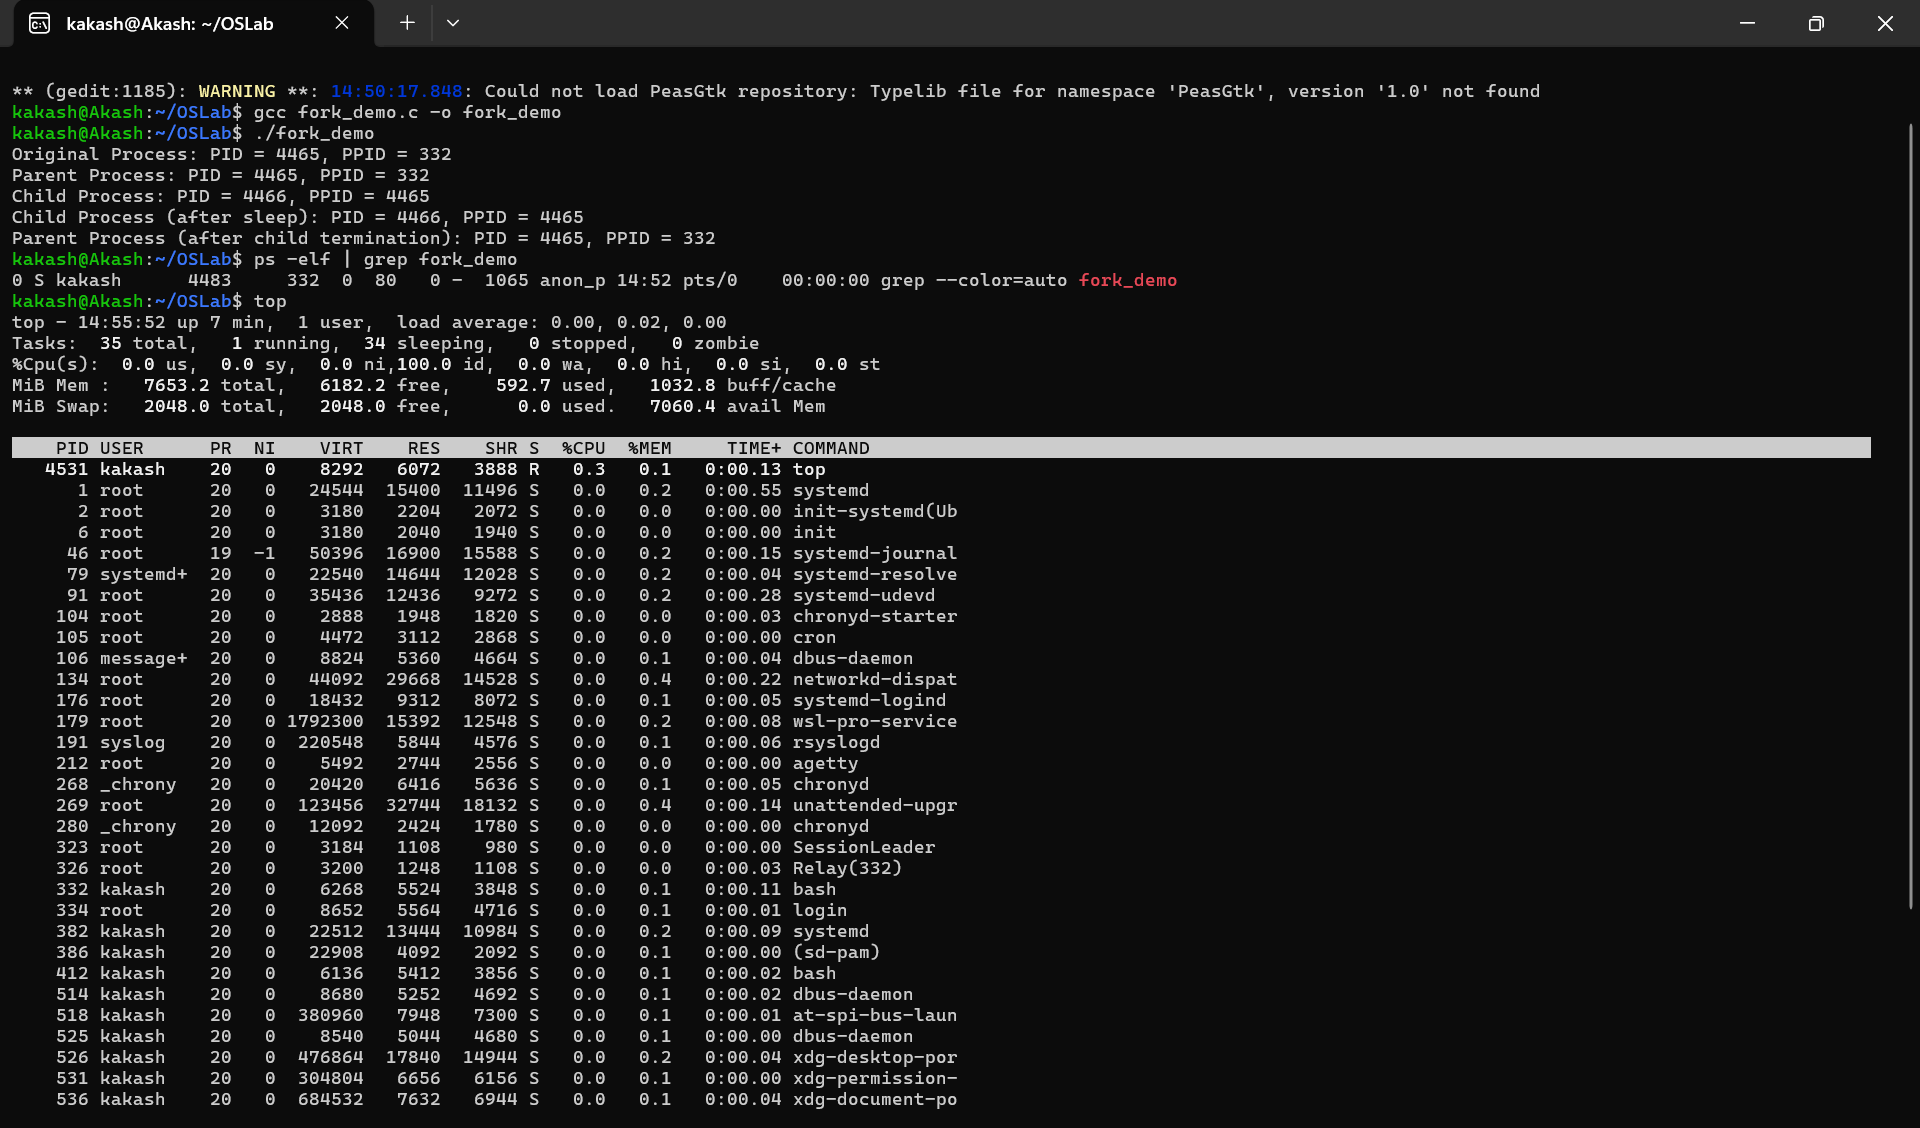 kakash@Akash: ~/OSLab
** (gedit:1185): WARNING **: 14:50:17.848: Could not load PeasGtk repository: Typelib file for namespace 'PeasGtk', version '1.0' not found
kakash@Akash:~/OSLab$ gcc fork_demo.c -o fork_demo
kakash@Akash:~/OSLab$ ./fork_demo
Original Process: PID = 4465, PPID = 332
Parent Process: PID = 4465, PPID = 332
Child Process: PID = 4466, PPID = 4465
Child Process (after sleep): PID = 4466, PPID = 4465
Parent Process (after child termination): PID = 4465, PPID = 332
kakash@Akash:~/OSLab$ ps -elf | grep fork_demo
0 S kakash      4483     332  0  80   0 -  1065 anon_p 14:52 pts/0    00:00:00 grep --color=auto fork_demo
kakash@Akash:~/OSLab$ top
top - 14:55:52 up 7 min,  1 user,  load average: 0.00, 0.02, 0.00
Tasks:  35 total,   1 running,  34 sleeping,   0 stopped,   0 zombie
%Cpu(s):  0.0 us,  0.0 sy,  0.0 ni,100.0 id,  0.0 wa,  0.0 hi,  0.0 si,  0.0 st
MiB Mem :   7653.2 total,   6182.2 free,    592.7 used,   1032.8 buff/cache
MiB Swap:   2048.0 total,   2048.0 free,      0.0 used.   7060.4 avail Mem
PID USER      PR  NI    VIRT    RES    SHR S  %CPU  %MEM     TIME+ COMMAND
4531 kakash    20   0    8292   6072   3888 R   0.3   0.1   0:00.13 top
1 root      20   0   24544  15400  11496 S   0.0   0.2   0:00.55 systemd
2 root      20   0    3180   2204   2072 S   0.0   0.0   0:00.00 init-systemd(Ub
6 root      20   0    3180   2040   1940 S   0.0   0.0   0:00.00 init
46 root      19  -1   50396  16900  15588 S   0.0   0.2   0:00.15 systemd-journal
79 systemd+  20   0   22540  14644  12028 S   0.0   0.2   0:00.04 systemd-resolve
91 root      20   0   35436  12436   9272 S   0.0   0.2   0:00.28 systemd-udevd
104 root      20   0    2888   1948   1820 S   0.0   0.0   0:00.03 chronyd-starter
105 root      20   0    4472   3112   2868 S   0.0   0.0   0:00.00 cron
106 message+  20   0    8824   5360   4664 S   0.0   0.1   0:00.04 dbus-daemon
134 root      20   0   44092  29668  14528 S   0.0   0.4   0:00.22 networkd-dispat
176 root      20   0   18432   9312   8072 S   0.0   0.1   0:00.05 systemd-logind
179 root      20   0 1792300  15392  12548 S   0.0   0.2   0:00.08 wsl-pro-service
191 syslog    20   0  220548   5844   4576 S   0.0   0.1   0:00.06 rsyslogd
212 root      20   0    5492   2744   2556 S   0.0   0.0   0:00.00 agetty
268 _chrony   20   0   20420   6416   5636 S   0.0   0.1   0:00.05 chronyd
269 root      20   0  123456  32744  18132 S   0.0   0.4   0:00.14 unattended-upgr
280 _chrony   20   0   12092   2424   1780 S   0.0   0.0   0:00.00 chronyd
323 root      20   0    3184   1108    980 S   0.0   0.0   0:00.00 SessionLeader
326 root      20   0    3200   1248   1108 S   0.0   0.0   0:00.03 Relay(332)
332 kakash    20   0    6268   5524   3848 S   0.0   0.1   0:00.11 bash
334 root      20   0    8652   5564   4716 S   0.0   0.1   0:00.01 login
382 kakash    20   0   22512  13444  10984 S   0.0   0.2   0:00.09 systemd
386 kakash    20   0   22908   4092   2092 S   0.0   0.1   0:00.00 (sd-pam)
412 kakash    20   0    6136   5412   3856 S   0.0   0.1   0:00.02 bash
514 kakash    20   0    8680   5252   4692 S   0.0   0.1   0:00.02 dbus-daemon
518 kakash    20   0  380960   7948   7300 S   0.0   0.1   0:00.01 at-spi-bus-laun
525 kakash    20   0    8540   5044   4680 S   0.0   0.1   0:00.00 dbus-daemon
526 kakash    20   0  476864  17840  14944 S   0.0   0.2   0:00.04 xdg-desktop-por
531 kakash    20   0  304804   6656   6156 S   0.0   0.1   0:00.00 xdg-permission-
536 kakash    20   0  684532   7632   6944 S   0.0   0.1   0:00.04 xdg-document-po